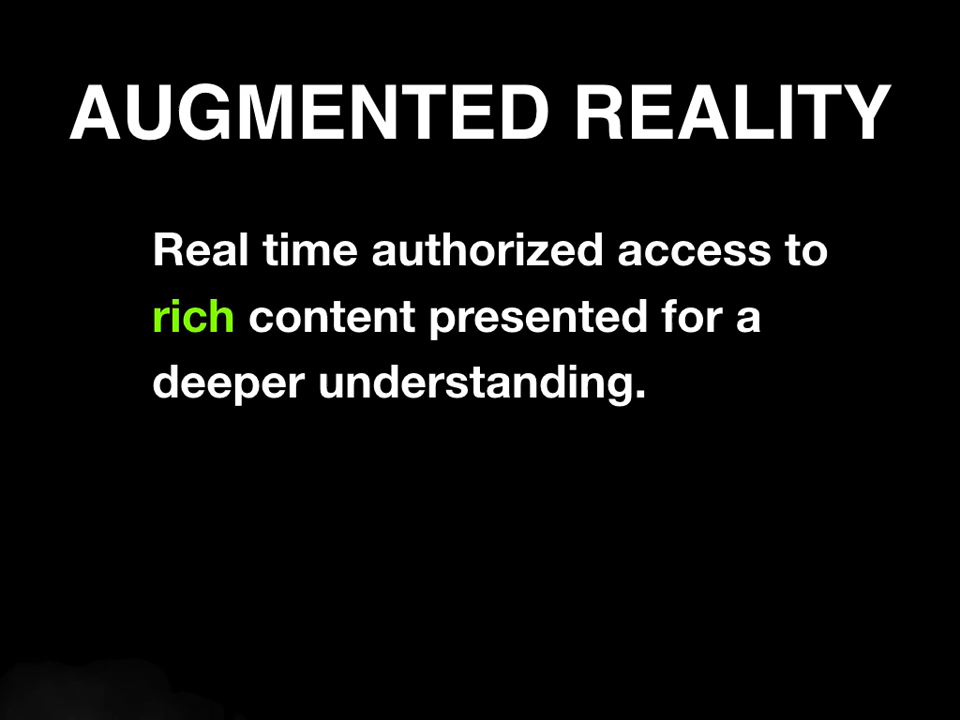 AUGMENTED REALITY
Real time authorized access to
rich content presented for a
deeper understanding.